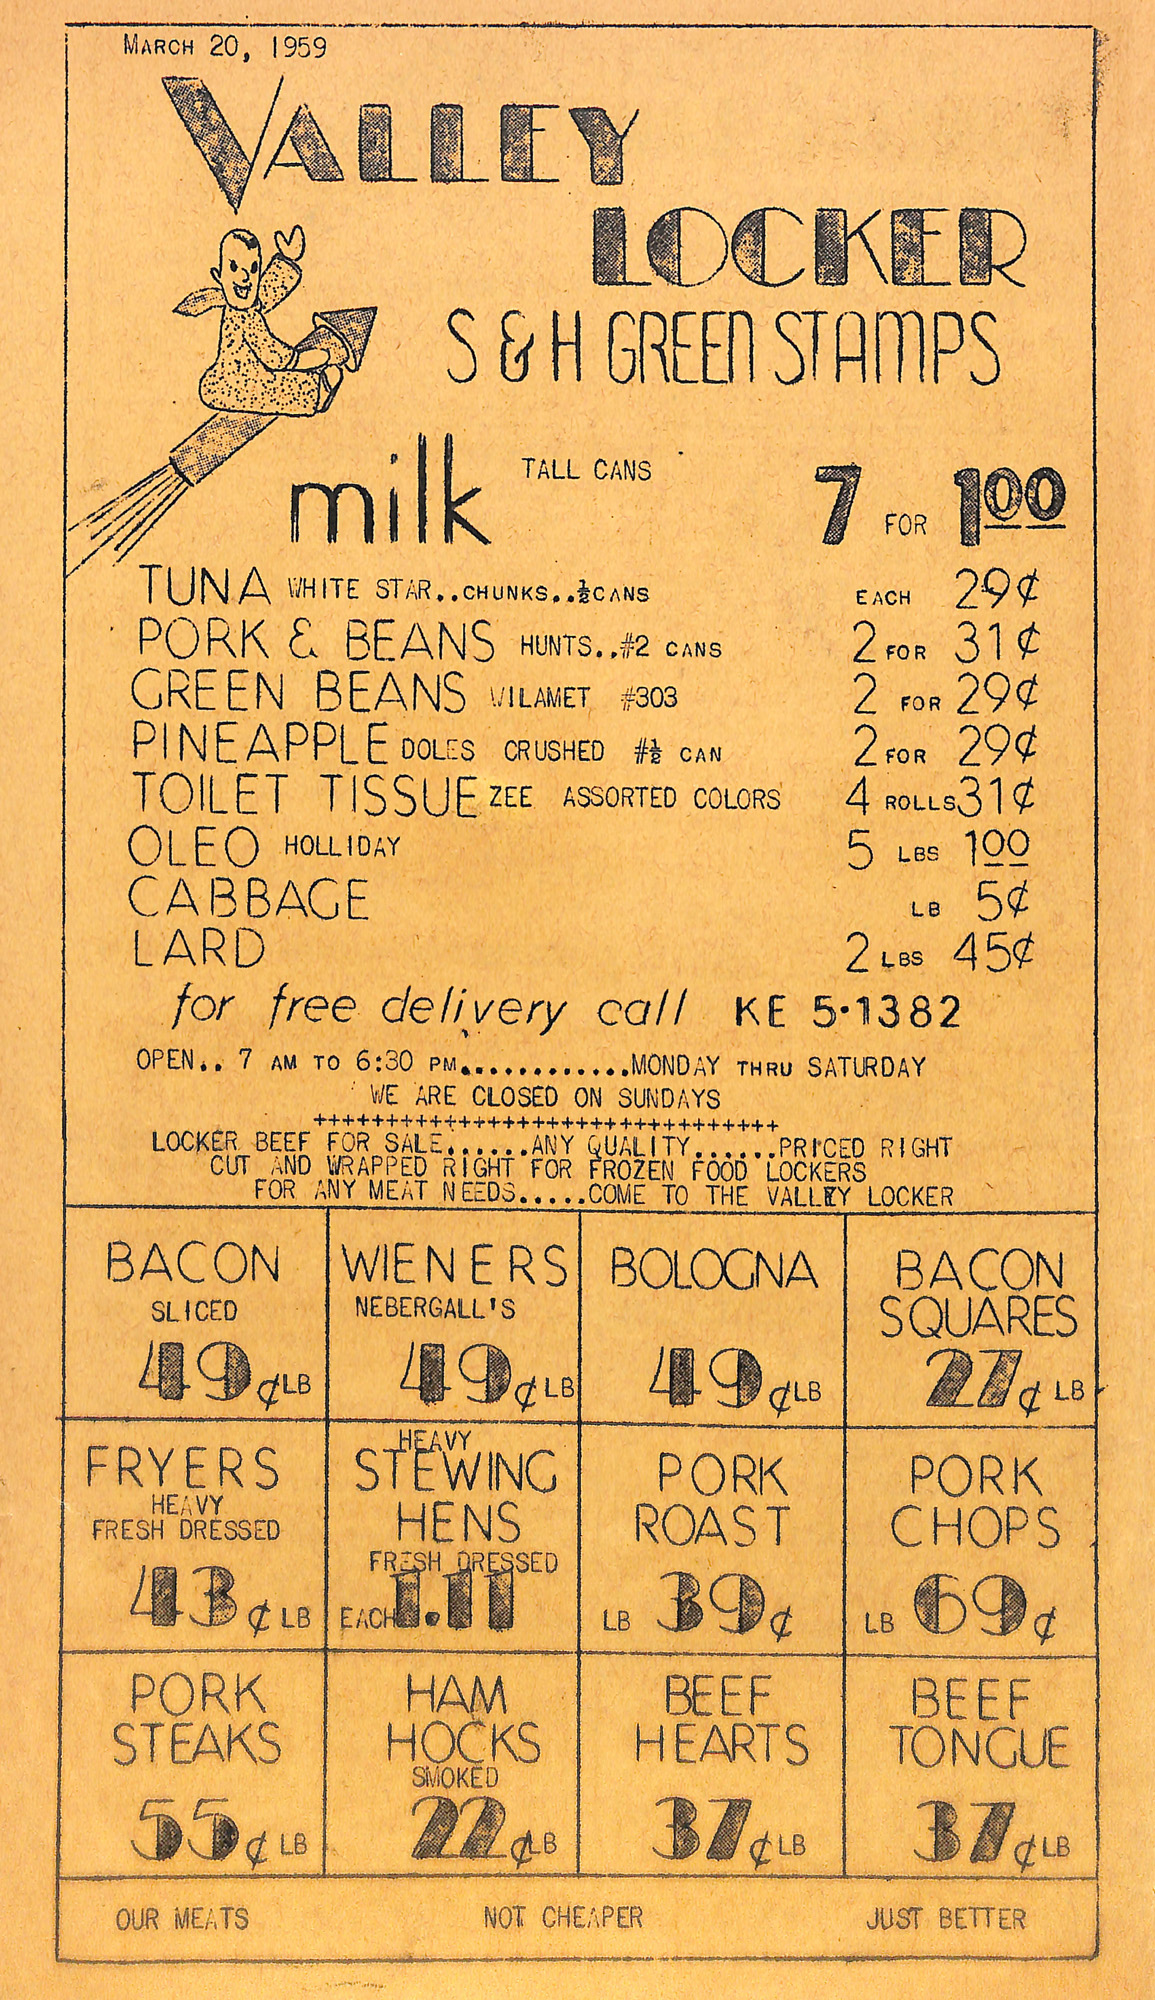 MARCH 20, 1959
VALLEY
LOCKER
S & H GREEN STAMPS
milk TALL CANS 7 FOR 1.00
TUNA WHITE STAR..CHUNKS..½CANS EACH 29¢
PORK & BEANS HUNTS..#2 CANS 2 FOR 31¢
GREEN BEANS WILAMET #303 2 FOR 29¢
PINEAPPLE DOLES CRUSHED #½ CAN 2 FOR 29¢
TOILET TISSUE ZEE ASSORTED COLORS 4 ROLLS 31¢
OLEO HOLLIDAY 5 LBS 1.00
CABBAGE LB 5¢
LARD 2 LBS 45¢
for free delivery call KE 5·1382
OPEN.. 7 AM TO 6:30 PM............MONDAY THRU SATURDAY
WE ARE CLOSED ON SUNDAYS
++++++++++++++++++++++++++++++++
LOCKER BEEF FOR SALE......ANY QUALITY......PRICED RIGHT
CUT AND WRAPPED RIGHT FOR FROZEN FOOD LOCKERS
FOR ANY MEAT NEEDS.....COME TO THE VALLEY LOCKER
BACON
SLICED
49¢ LB
WIENERS
NEBERGALL'S
49¢ LB
BOLOGNA
49¢ LB
BACON
SQUARES
27¢ LB
FRYERS
HEAVY
FRESH DRESSED
43¢ LB
HEAVY
STEWING
HENS
FRESH DRESSED
EACH 1.11
PORK
ROAST
LB 39¢
PORK
CHOPS
LB 69¢
PORK
STEAKS
55¢ LB
HAM
HOCKS
SMOKED
22¢ LB
BEEF
HEARTS
37¢ LB
BEEF
TONGUE
37¢ LB
OUR MEATS NOT CHEAPER JUST BETTER